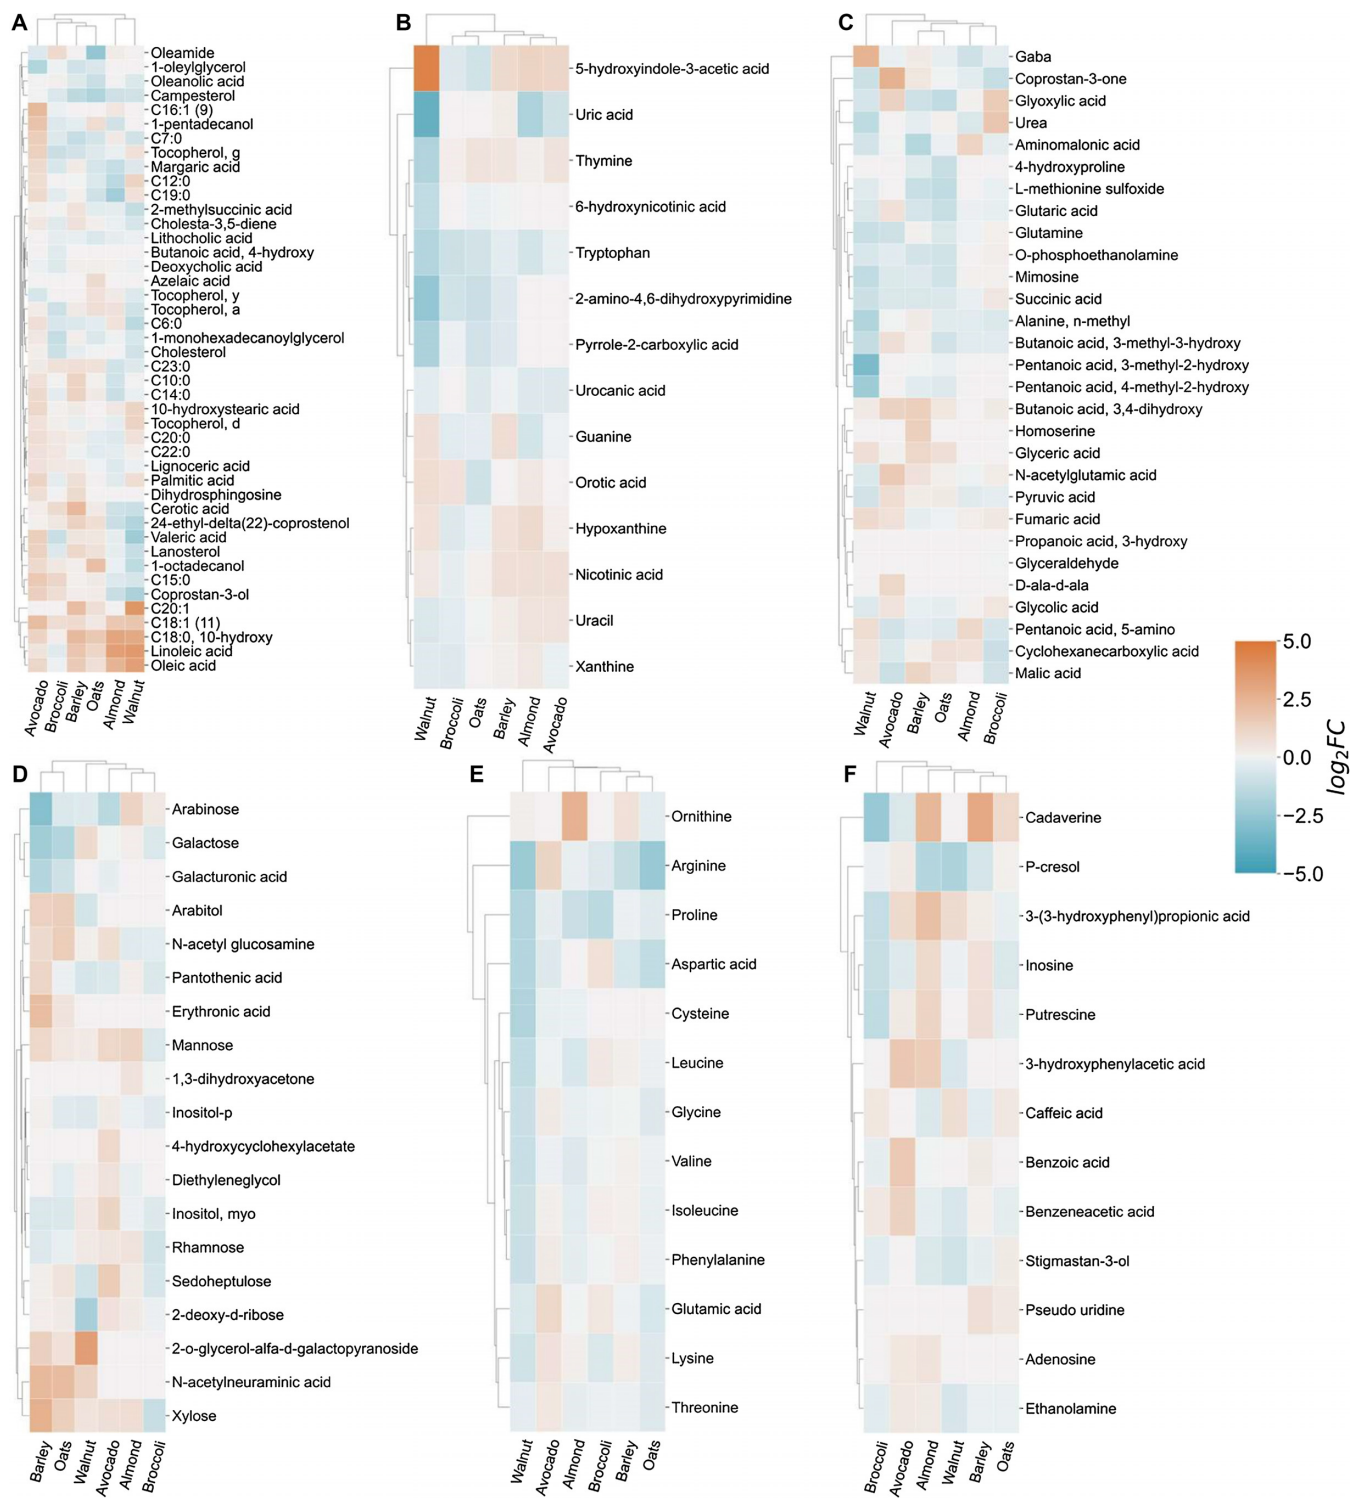 A
Oleamide
1-oleylglycerol
Oleanolic acid
Campesterol
C16:1 (9)
1-pentadecanol
C7:0
Tocopherol, g
Margaric acid
C12:0
C19:0
2-methylsuccinic acid
Cholesta-3,5-diene
Lithocholic acid
Butanoic acid, 4-hydroxy
Deoxycholic acid
Azelaic acid
Tocopherol, y
Tocopherol, a
C6:0
1-monohexadecanoylglycerol
Cholesterol
C23:0
C10:0
C14:0
10-hydroxystearic acid
Tocopherol, d
C20:0
C22:0
Lignoceric acid
Palmitic acid
Dihydrosphingosine
Cerotic acid
24-ethyl-delta(22)-coprostenol
Valeric acid
Lanosterol
1-octadecanol
C15:0
Coprostan-3-ol
C20:1
C18:1 (11)
C18:0, 10-hydroxy
Linoleic acid
Oleic acid
Avocado
Broccoli
Barley
Oats
Almond
Walnut
B
5-hydroxyindole-3-acetic acid
Uric acid
Thymine
6-hydroxynicotinic acid
Tryptophan
2-amino-4,6-dihydroxypyrimidine
Pyrrole-2-carboxylic acid
Urocanic acid
Guanine
Orotic acid
Hypoxanthine
Nicotinic acid
Uracil
Xanthine
Walnut
Broccoli
Oats
Barley
Almond
Avocado
C
Gaba
Coprostan-3-one
Glyoxylic acid
Urea
Aminomalonic acid
4-hydroxyproline
L-methionine sulfoxide
Glutaric acid
Glutamine
O-phosphoethanolamine
Mimosine
Succinic acid
Alanine, n-methyl
Butanoic acid, 3-methyl-3-hydroxy
Pentanoic acid, 3-methyl-2-hydroxy
Pentanoic acid, 4-methyl-2-hydroxy
Butanoic acid, 3,4-dihydroxy
Homoserine
Glyceric acid
N-acetylglutamic acid
Pyruvic acid
Fumaric acid
Propanoic acid, 3-hydroxy
Glyceraldehyde
D-ala-d-ala
Glycolic acid
Pentanoic acid, 5-amino
Cyclohexanecarboxylic acid
Malic acid
Walnut
Avocado
Barley
Oats
Almond
Broccoli
5.0
2.5
0.0
−2.5
−5.0
log2FC
D
Arabinose
Galactose
Galacturonic acid
Arabitol
N-acetyl glucosamine
Pantothenic acid
Erythronic acid
Mannose
1,3-dihydroxyacetone
Inositol-p
4-hydroxycyclohexylacetate
Diethyleneglycol
Inositol, myo
Rhamnose
Sedoheptulose
2-deoxy-d-ribose
2-o-glycerol-alfa-d-galactopyranoside
N-acetylneuraminic acid
Xylose
Barley
Oats
Walnut
Avocado
Almond
Broccoli
E
Ornithine
Arginine
Proline
Aspartic acid
Cysteine
Leucine
Glycine
Valine
Isoleucine
Phenylalanine
Glutamic acid
Lysine
Threonine
Walnut
Avocado
Almond
Broccoli
Barley
Oats
F
Cadaverine
P-cresol
3-(3-hydroxyphenyl)propionic acid
Inosine
Putrescine
3-hydroxyphenylacetic acid
Caffeic acid
Benzoic acid
Benzeneacetic acid
Stigmastan-3-ol
Pseudo uridine
Adenosine
Ethanolamine
Broccoli
Avocado
Almond
Walnut
Barley
Oats